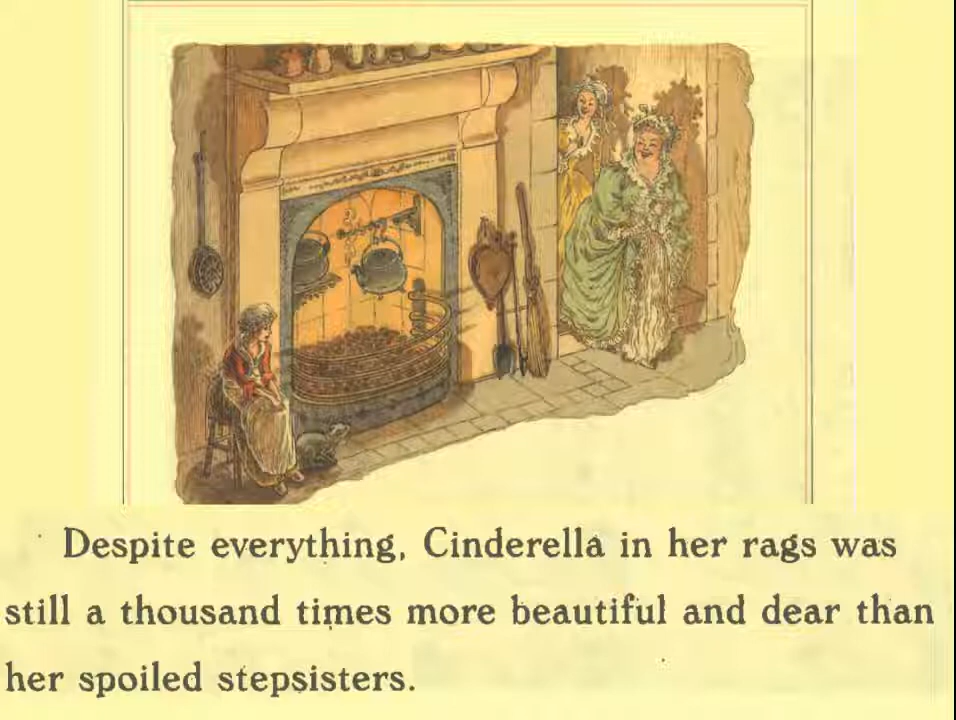 Despite everything, Cinderella in her rags was
still a thousand times more beautiful and dear than
her spoiled stepsisters.